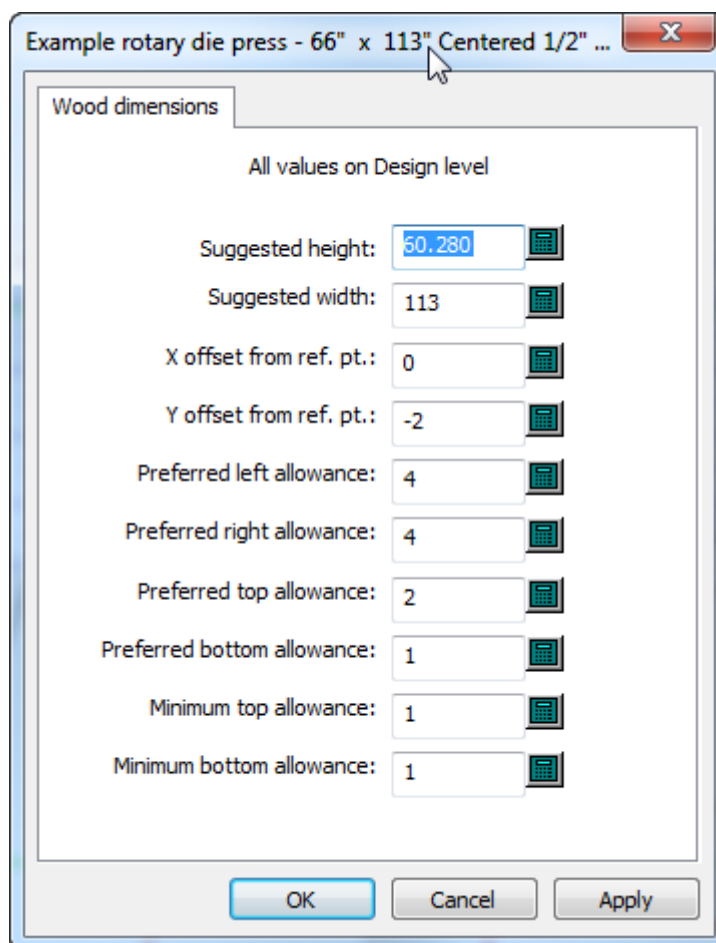 Example rotary die press - 66" x 113" Centered 1/2" ...
Wood dimensions
All values on Design level
Suggested height: 60.280
Suggested width: 113
X offset from ref. pt.: 0
Y offset from ref. pt.: -2
Preferred left allowance: 4
Preferred right allowance: 4
Preferred top allowance: 2
Preferred bottom allowance: 1
Minimum top allowance: 1
Minimum bottom allowance: 1
OK Cancel Apply